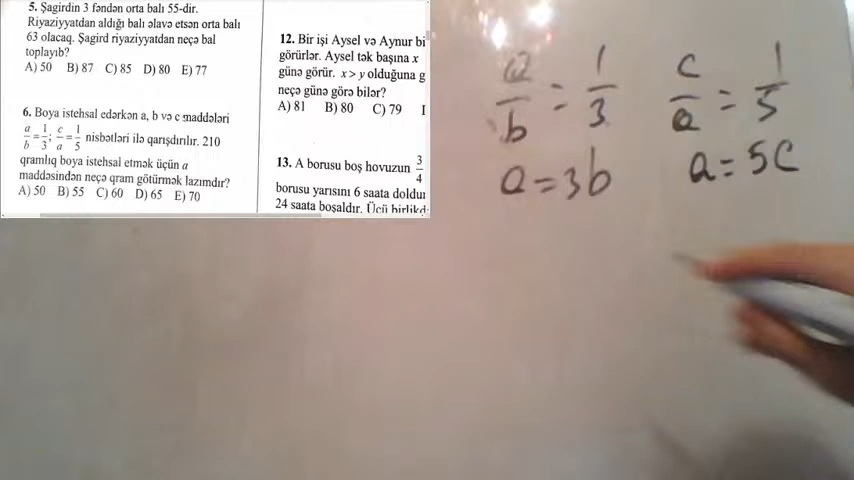 5. Şagirdin 3 fəndən orta balı 55-dir.
Riyaziyyatdan aldığı balı əlavə etsən orta balı
63 olacaq. Şagird riyaziyyatdan neçə bal
toplayıb?
A) 50 B) 87 C) 85 D) 80 E) 77
6. Boya istehsal edərkən a, b və c maddələri
a/b = 1/3; c/a = 1/5 nisbətləri ilə qarışdırılır. 210
qramlıq boya istehsal etmək üçün a
maddəsindən neçə qram götürmək lazımdır?
A) 50 B) 55 C) 60 D) 65 E) 70
12. Bir işi Aysel və Aynur bi
görürlər. Aysel tək başına x
günə görür. x > y olduğuna g
neçə günə görə bilər?
A) 81 B) 80 C) 79
13. A borusu boş hovuzun 3/4
borusu yarısını 6 saata doldu
24 saata boşaldır. Üçü birlikd
a/b = 1/3 c/a = 1/5
a = 3b a = 5c